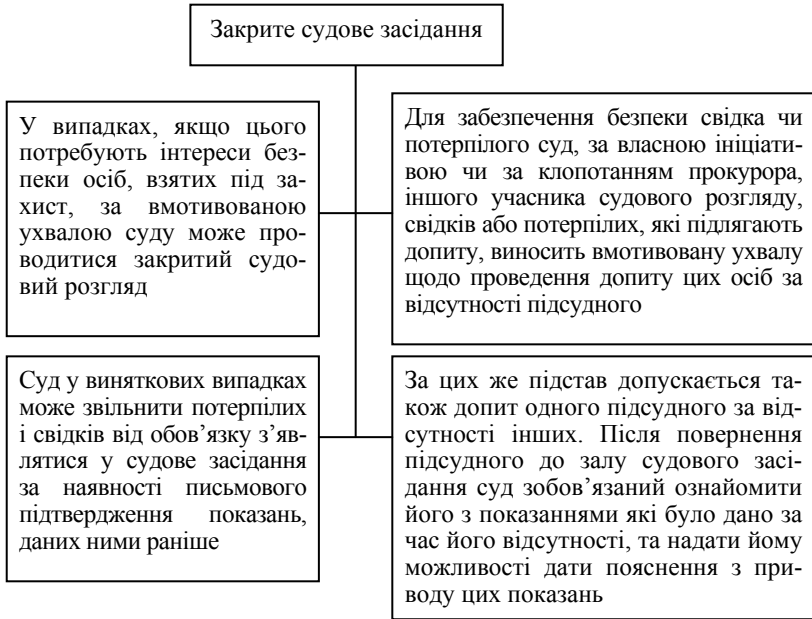 Закрите судове засідання
У випадках, якщо цього
потребують інтереси без-
пеки осіб, взятих під за-
хист, за вмотивованою
ухвалою суду може про-
водитися закритий судо-
вий розгляд
Для забезпечення безпеки свідка чи
потерпілого суд, за власною ініціати-
вою чи за клопотанням прокурора,
іншого учасника судового розгляду,
свідків або потерпілих, які підлягають
допиту, виносить вмотивовану ухвалу
щодо проведення допиту цих осіб за
відсутності підсудного
Суд у виняткових випадках
може звільнити потерпілих
і свідків від обов’язку з’яв-
лятися у судове засідання
за наявності письмового
підтвердження показань,
даних ними раніше
За цих же підстав допускається та-
кож допит одного підсудного за від-
сутності інших. Після повернення
підсудного до залу судового засі-
дання суд зобов’язаний ознайомити
його з показаннями які було дано за
час його відсутності, та надати йому
можливості дати пояснення з при-
воду цих показань